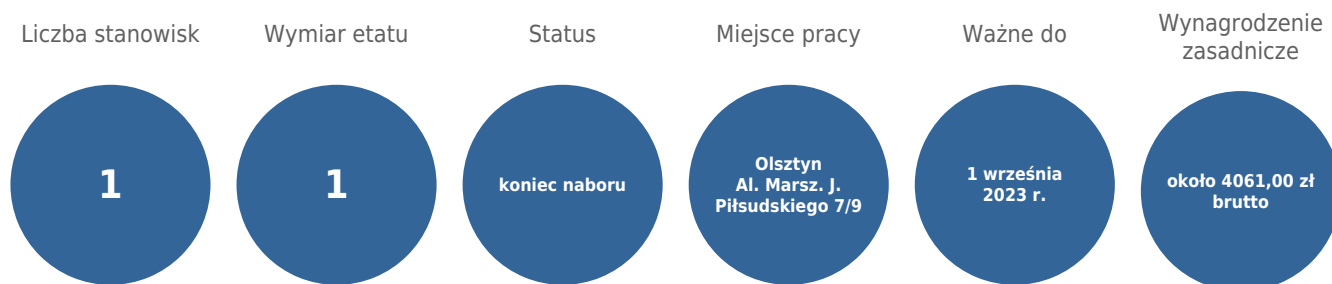 Liczba stanowisk
1
Wymiar etatu
1
Status
koniec naboru
Miejsce pracy
Olsztyn
Al. Marsz. J.
Piłsudskiego 7/9
Ważne do
1 września
2023 r.
Wynagrodzenie
zasadnicze
około 4061,00 zł
brutto